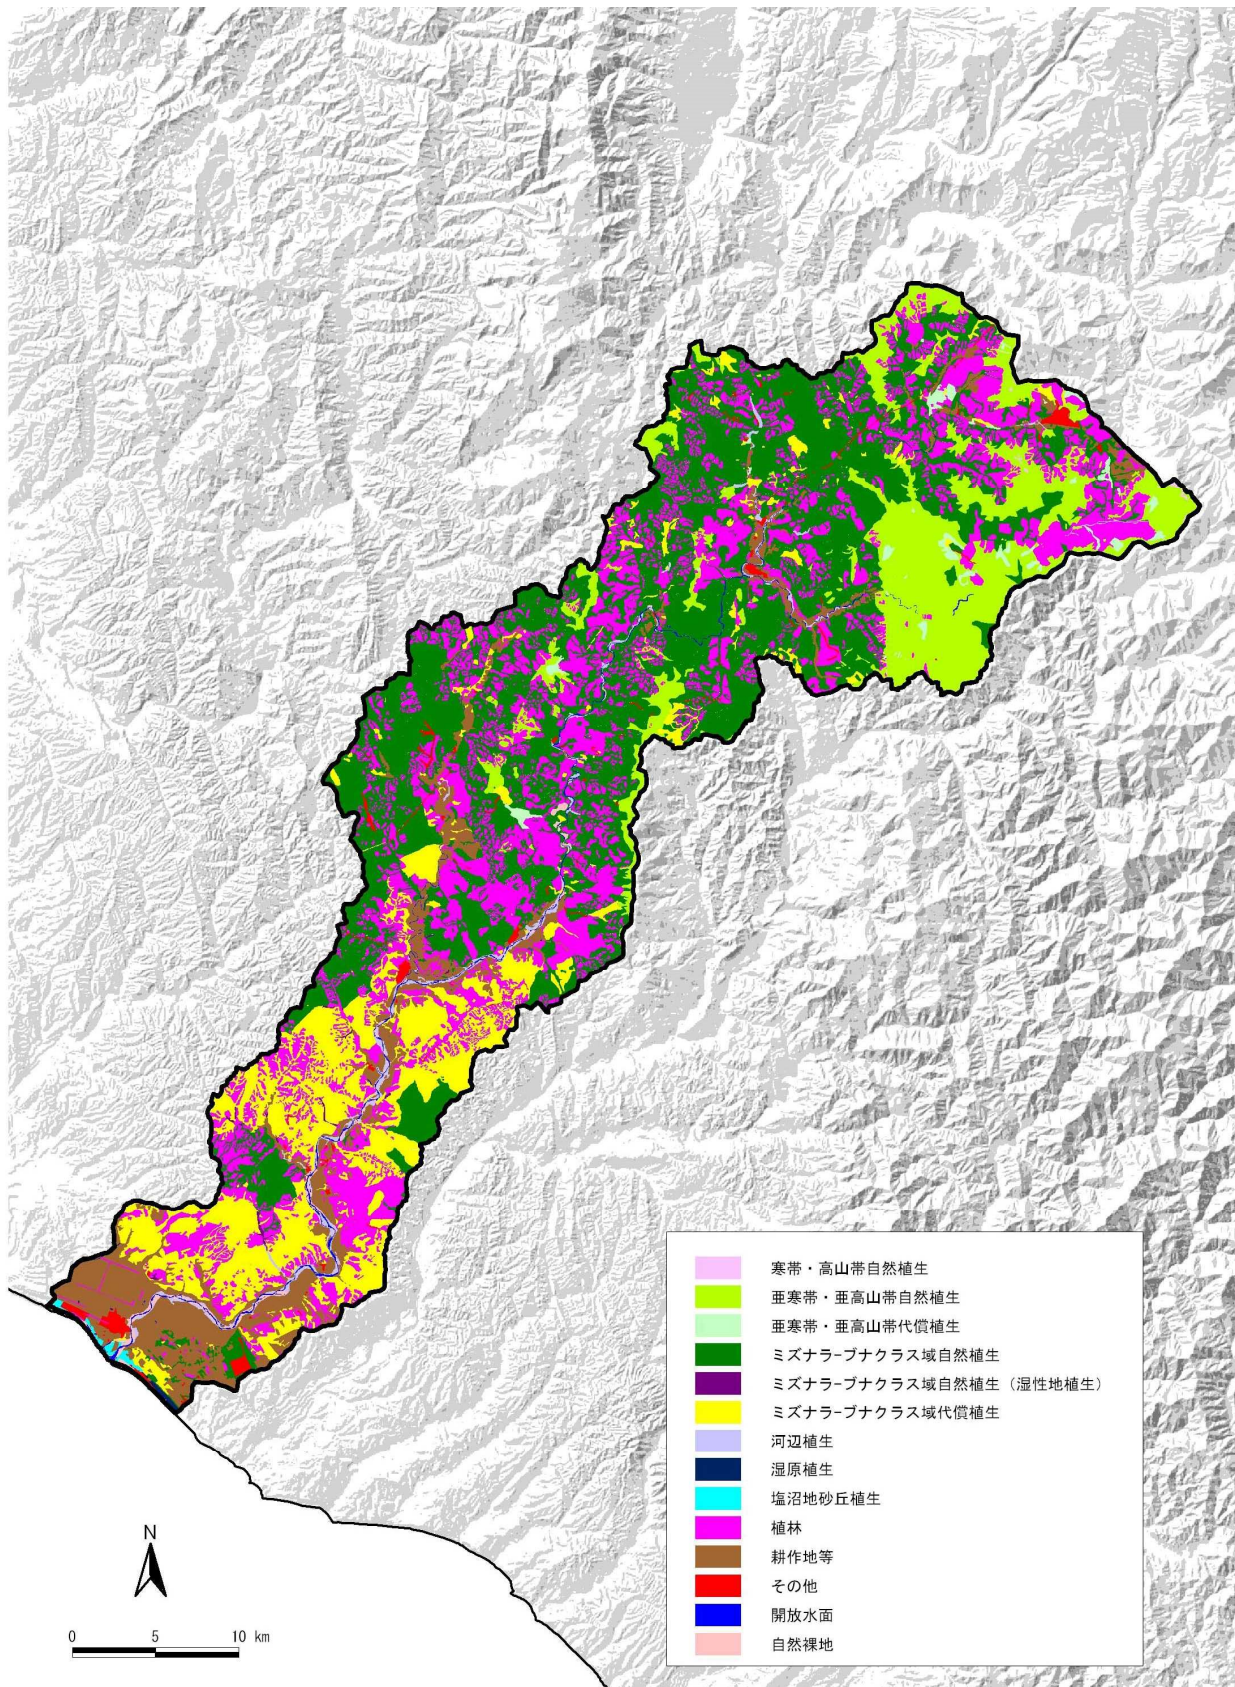 寒帯・高山帯自然植生
亜寒帯・亜高山帯自然植生
亜寒帯・亜高山帯代償植生
ミズナラ-ブナクラス域自然植生
ミズナラ-ブナクラス域自然植生（湿性地植生）
ミズナラ-ブナクラス域代償植生
河辺植生
湿原植生
塩沼地砂丘植生
植林
耕作地等
その他
開放水面
自然裸地
N
0 5 10 km